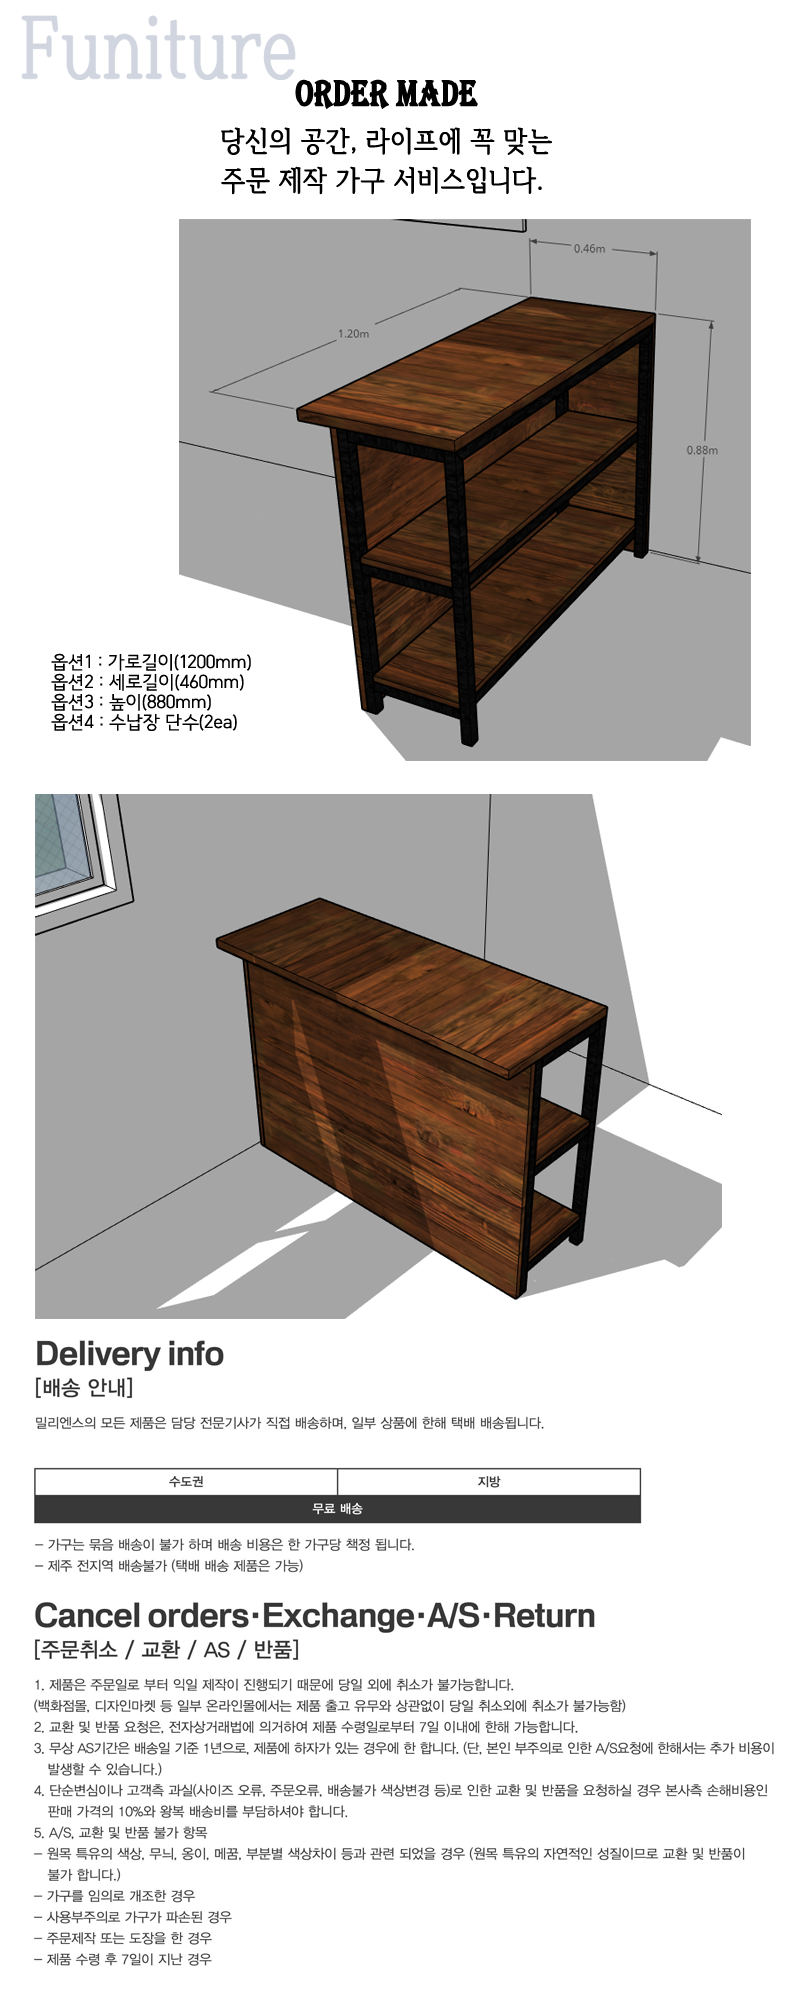 Funiture
ORDER MADE
당신의 공간, 라이프에 꼭 맞는
주문 제작 가구 서비스입니다.
0.46m
1.20m
0.88m
옵션1 : 가로길이(1200mm)
옵션2 : 세로길이(460mm)
옵션3 : 높이(880mm)
옵션4 : 수납장 단수(2ea)
Delivery info
[배송 안내]
밀리엔스의 모든 제품은 담당 전문기사가 직접 배송하며, 일부 상품에 한해 택배 배송됩니다.
수도권 지방
무료 배송
- 가구는 묶음 배송이 불가 하며 배송 비용은 한 가구당 책정 됩니다.
- 제주 전지역 배송불가 (택배 배송 제품은 가능)
Cancel orders·Exchange·A/S·Return
[주문취소 / 교환 / AS / 반품]
1. 제품은 주문일로 부터 익일 제작이 진행되기 때문에 당일 외에 취소가 불가능합니다.
(백화점몰, 디자인마켓 등 일부 온라인몰에서는 제품 출고 유무와 상관없이 당일 취소외에 취소가 불가능함)
2. 교환 및 반품 요청은, 전자상거래법에 의거하여 제품 수령일로부터 7일 이내에 한해 가능합니다.
3. 무상 AS기간은 배송일 기준 1년으로, 제품에 하자가 있는 경우에 한 합니다. (단, 본인 부주의로 인한 A/S요청에 한해서는 추가 비용이
발생할 수 있습니다.)
4. 단순변심이나 고객측 과실(사이즈 오류, 주문오류, 배송불가 색상변경 등)로 인한 교환 및 반품을 요청하실 경우 본사측 손해비용인
판매 가격의 10%와 왕복 배송비를 부담하셔야 합니다.
5. A/S, 교환 및 반품 불가 항목
- 원목 특유의 색상, 무늬, 옹이, 메꿈, 부분별 색상차이 등과 관련 되었을 경우 (원목 특유의 자연적인 성질이므로 교환 및 반품이
불가 합니다.)
- 가구를 임의로 개조한 경우
- 사용부주의로 가구가 파손된 경우
- 주문제작 또는 도장을 한 경우
- 제품 수령 후 7일이 지난 경우